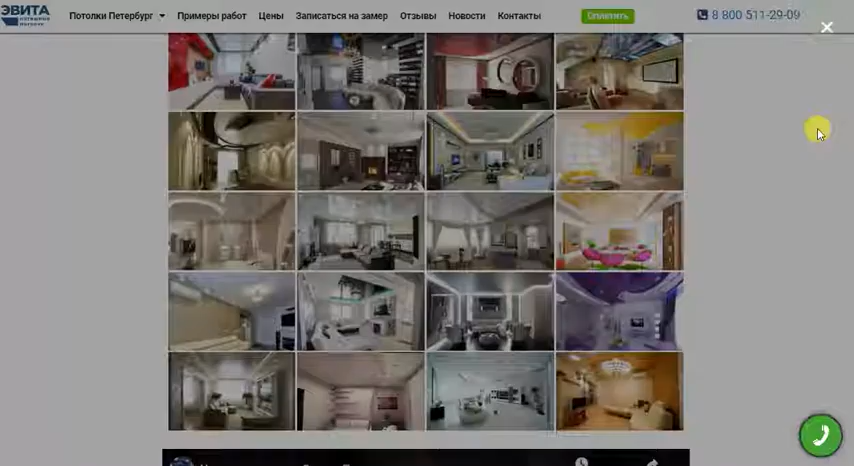 ЭВИТА
Потолки Петербург Примеры работ Цены Записаться на замер Отзывы Новости Контакты Оплатить 8 800 511-29-09